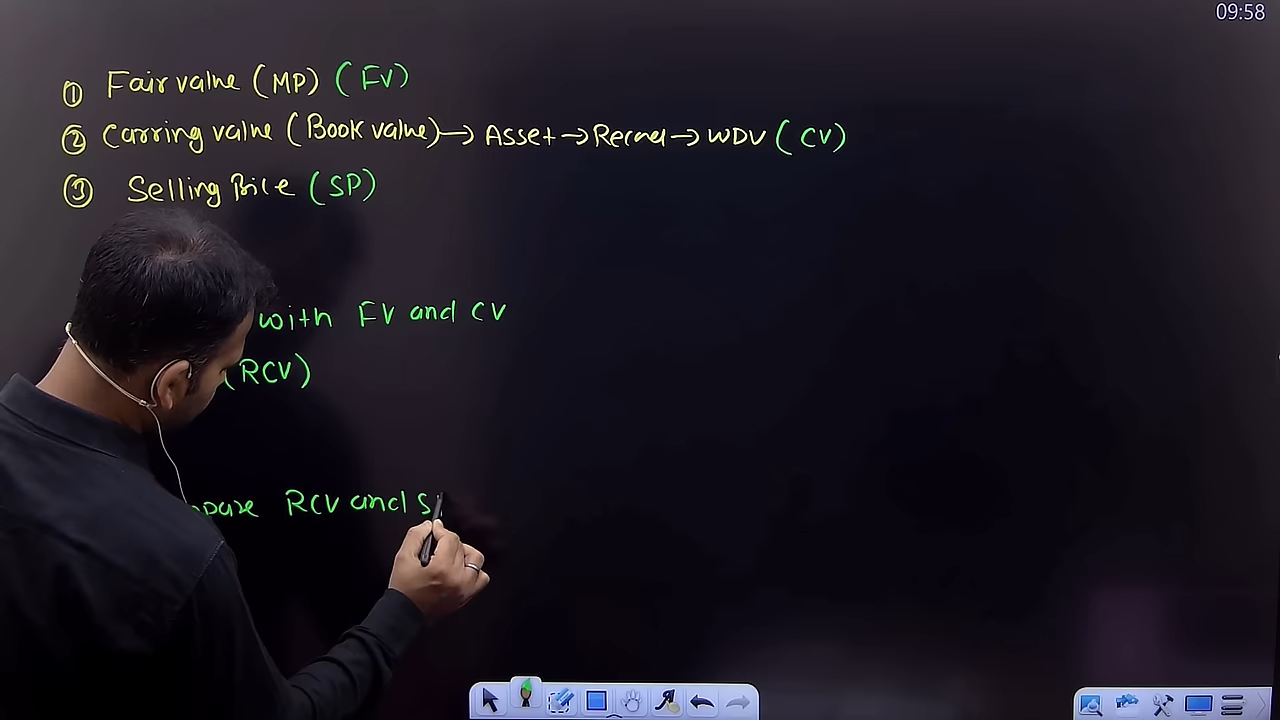 09:58
① Fair value (MP) (FV)
② Carring value (Book value) → Asset → Recrod → WDV (CV)
③ Selling Price (SP)
with FV and CV
(RCV)
RCV and S